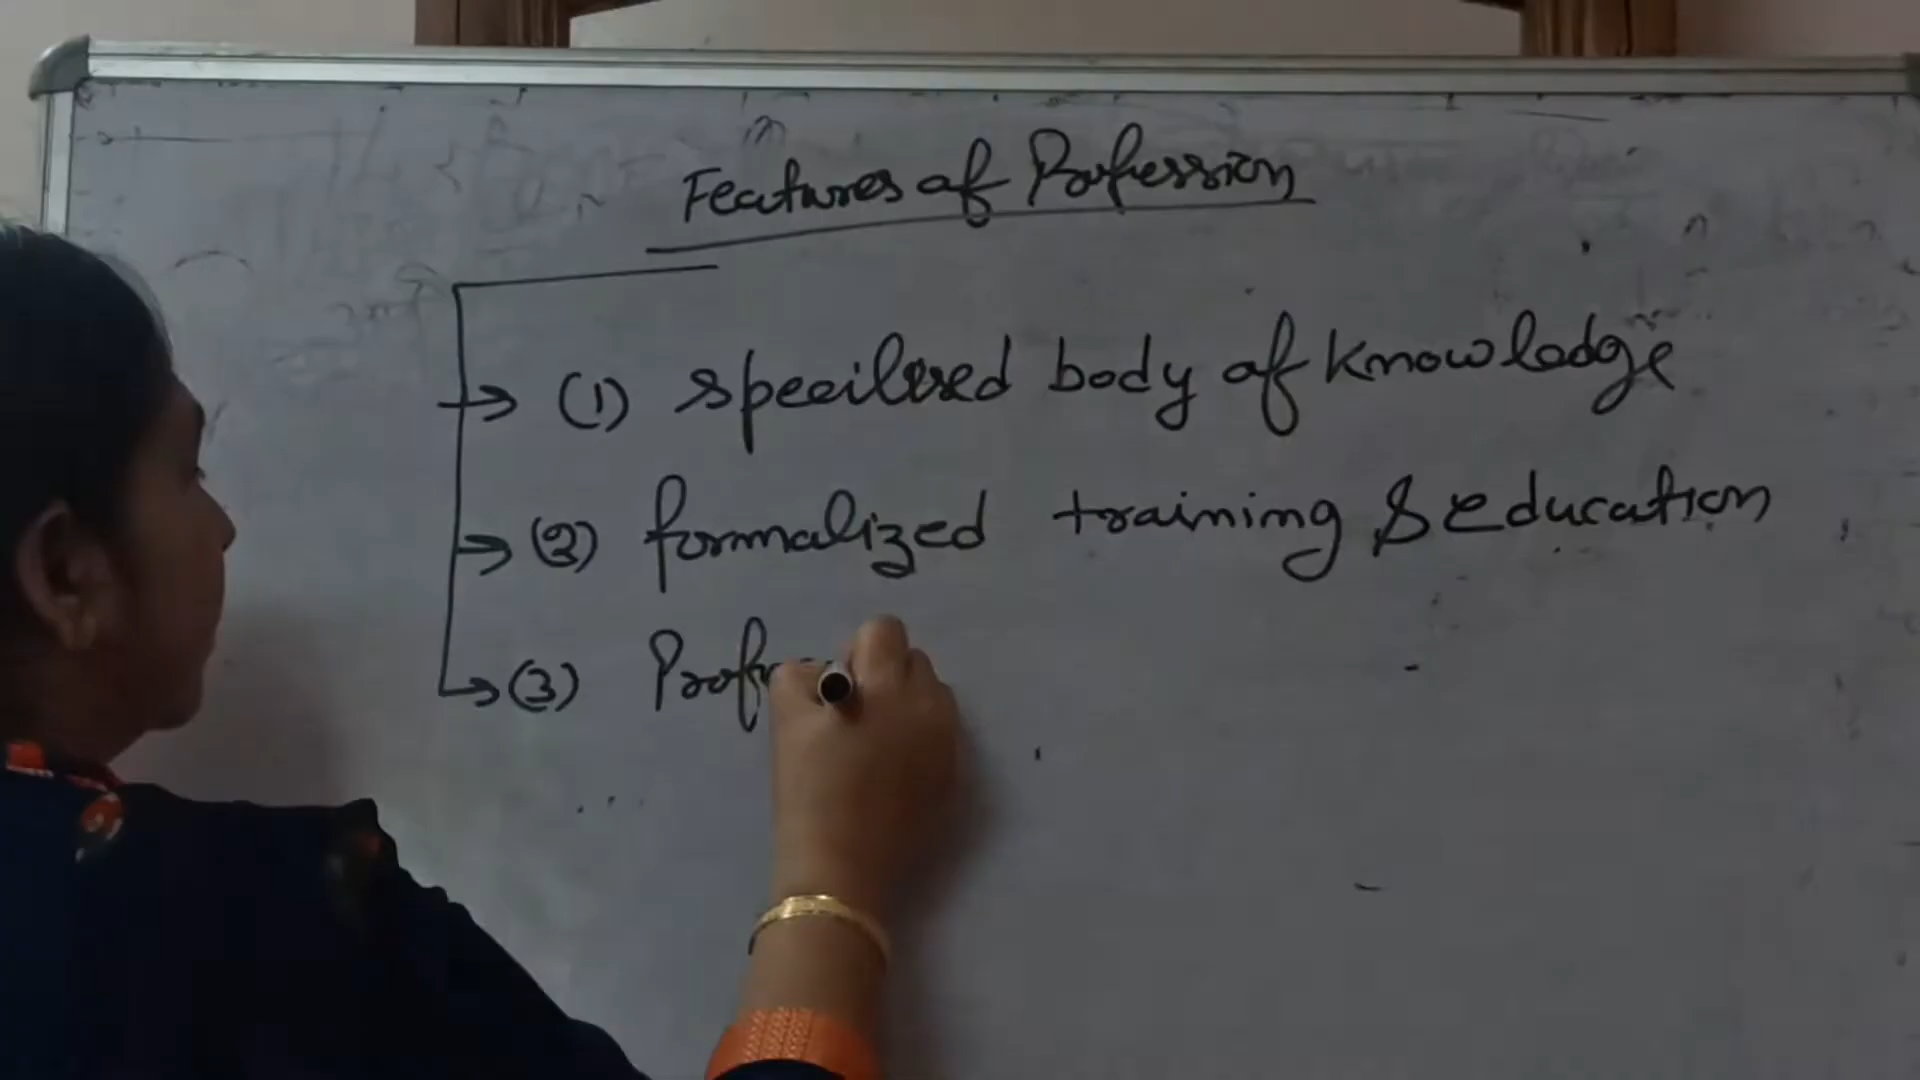 Features of Profession
(1) specilised body of knowledge
(2) formalized training & education
(3) Prof